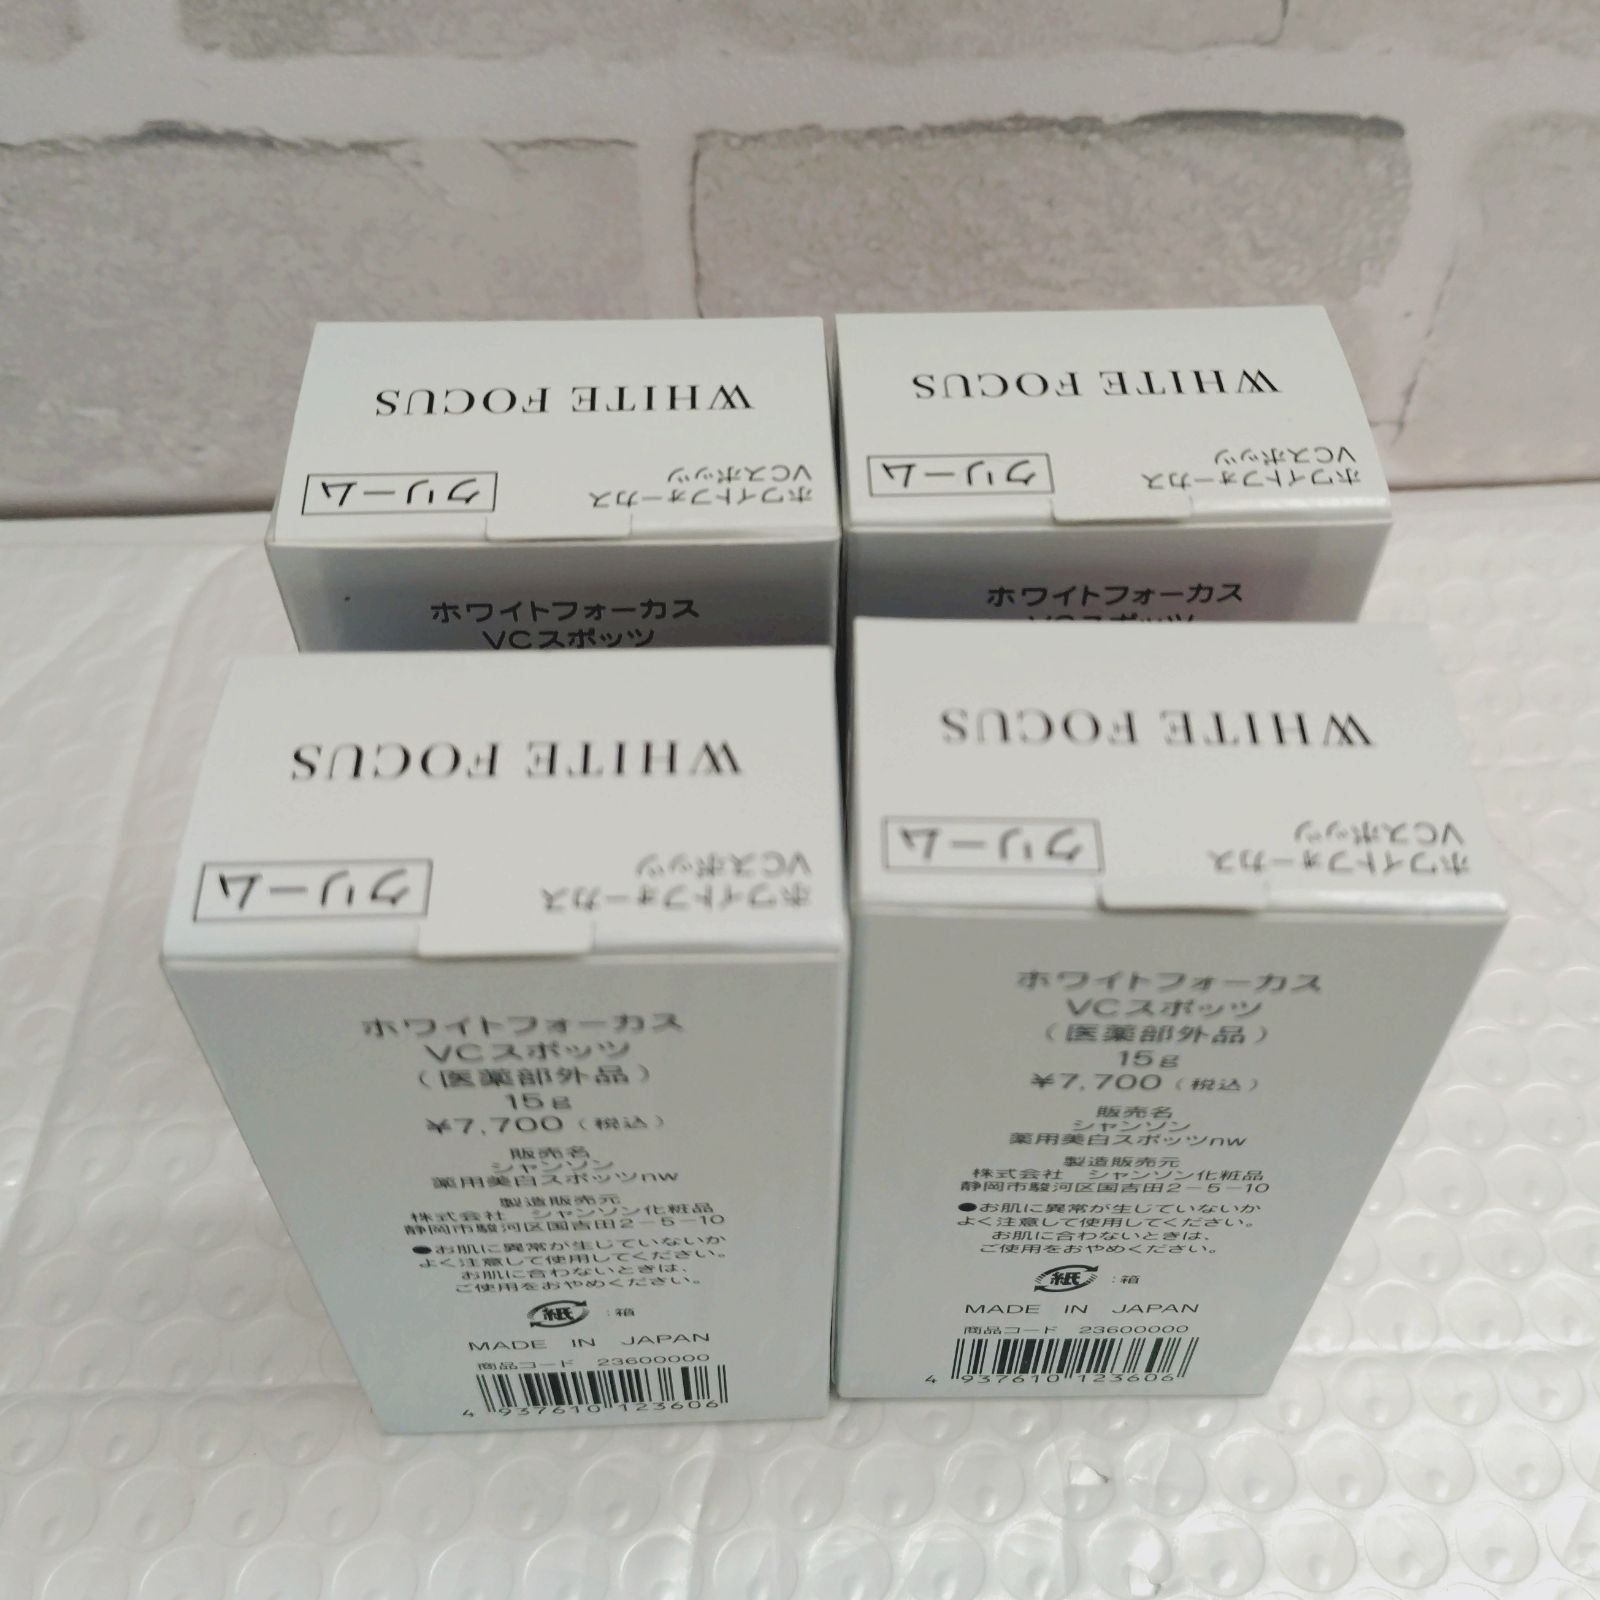 WHITE FOCUS
ホワイトフォーカス
VCスポッツ
クリーム
ホワイトフォーカス
VCスポッツ
WHITE FOCUS
ホワイトフォーカス
VCスポッツ
クリーム
ホワイトフォーカス
VCスポッツ
WHITE FOCUS
ホワイトフォーカス
VCスポッツ
クリーム
ホワイトフォーカス
VCスポッツ
(医薬部外品)
15g
¥7,700(税込)
販売名
シャンソン
薬用美白スポッツnw
製造販売元
株式会社 シャンソン化粧品
静岡市駿河区国吉田2-5-10
●お肌に異常が生じていないか
よく注意して使用してください。
お肌に合わないときは、
ご使用をおやめください。
紙 :箱
MADE IN JAPAN
商品コード 23600000
4 937610 123606
WHITE FOCUS
ホワイトフォーカス
VCスポッツ
クリーム
ホワイトフォーカス
VCスポッツ
(医薬部外品)
15g
¥7,700(税込)
販売名
シャンソン
薬用美白スポッツnw
製造販売元
株式会社 シャンソン化粧品
静岡市駿河区国吉田2-5-10
●お肌に異常が生じていないか
よく注意して使用してください。
お肌に合わないときは、
ご使用をおやめください。
紙 :箱
MADE IN JAPAN
商品コード 23600000
4 937610 123606